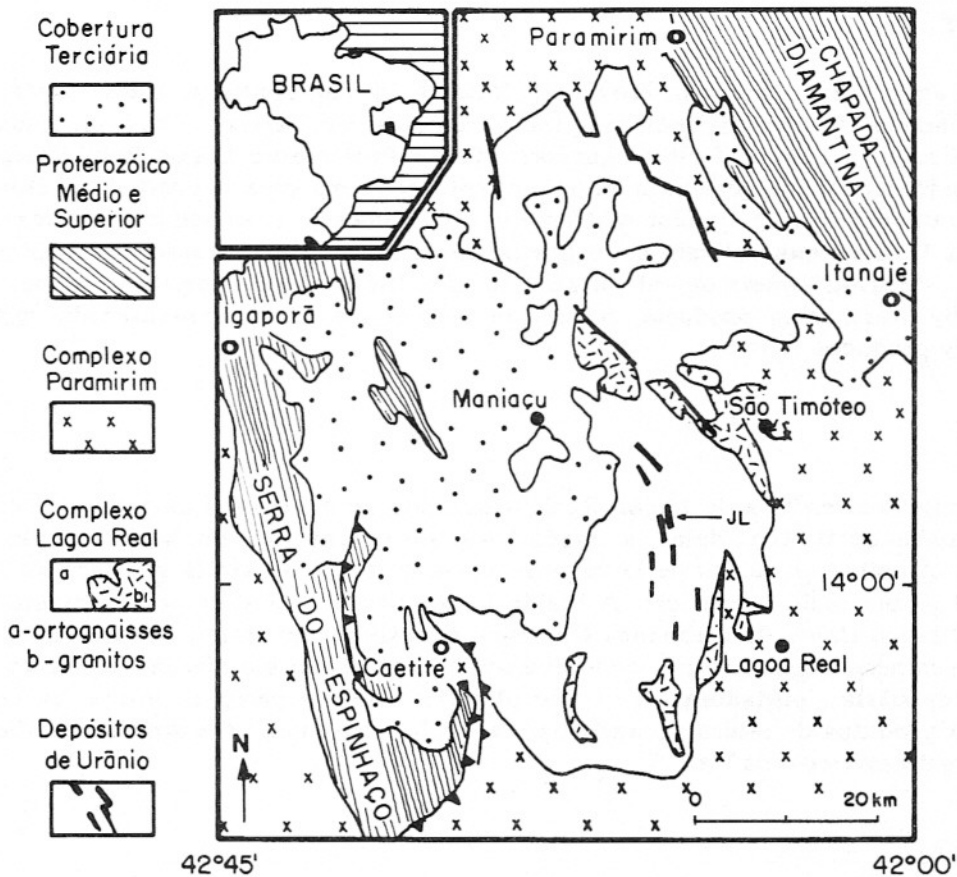 Cobertura
Terciária
Proterozóico
Médio e
Superior
Complexo
Paramirim
Complexo
Lagoa Real
a
b
a-ortognaisses
b-granitos
Depósitos
de Urânio
BRASIL
Paramirim
CHAPADA
DIAMANTINA
Itanajé
Igaporã
Maniaçu
São Timóteo
SERRA DO ESPINHAÇO
JL
14°00'
Caetité
Lagoa Real
N
0 20 km
42°45' 42°00'